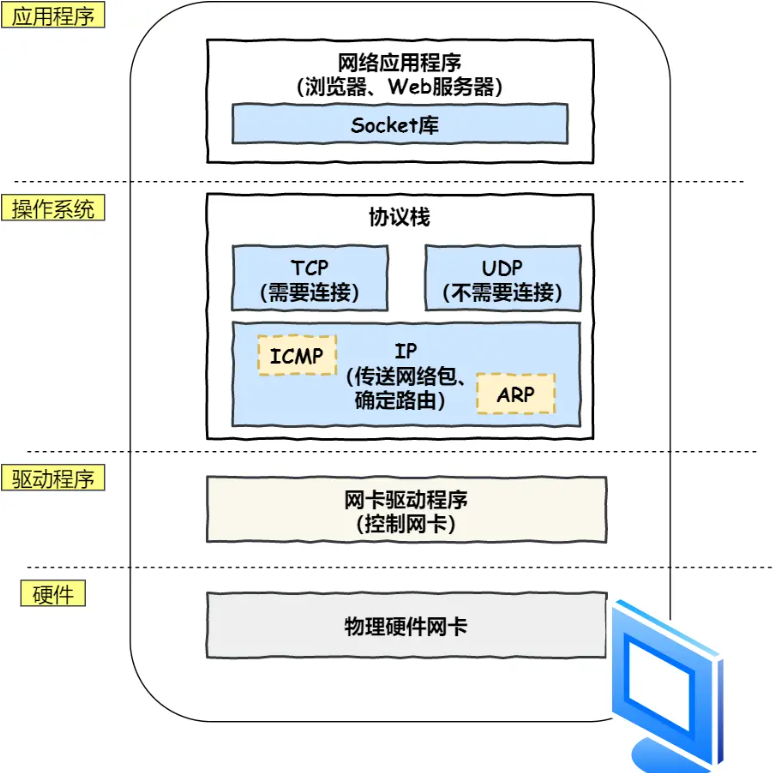 应用程序
网络应用程序
(浏览器、Web服务器)
Socket库
操作系统
协议栈
TCP
(需要连接)
UDP
(不需要连接)
ICMP
IP
(传送网络包、
确定路由)
ARP
驱动程序
网卡驱动程序
(控制网卡)
硬件
物理硬件网卡